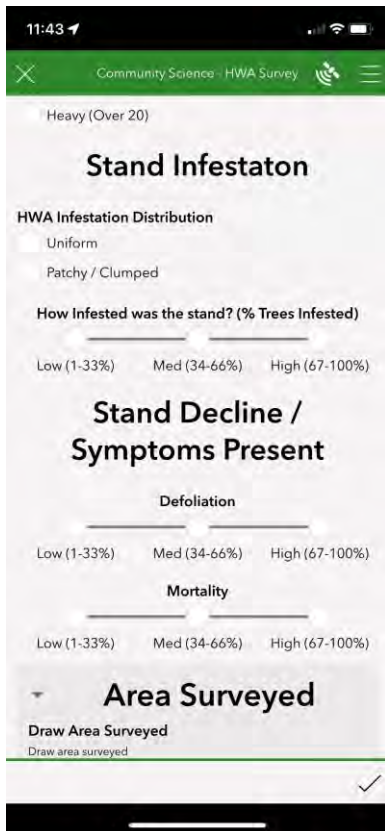 11:43
Community Science - HWA Survey
Heavy (Over 20)
Stand Infestaton
HWA Infestation Distribution
Uniform
Patchy / Clumped
How Infested was the stand? (% Trees Infested)
Low (1-33%) Med (34-66%) High (67-100%)
Stand Decline /
Symptoms Present
Defoliation
Low (1-33%) Med (34-66%) High (67-100%)
Mortality
Low (1-33%) Med (34-66%) High (67-100%)
Area Surveyed
Draw Area Surveyed
Draw area surveyed